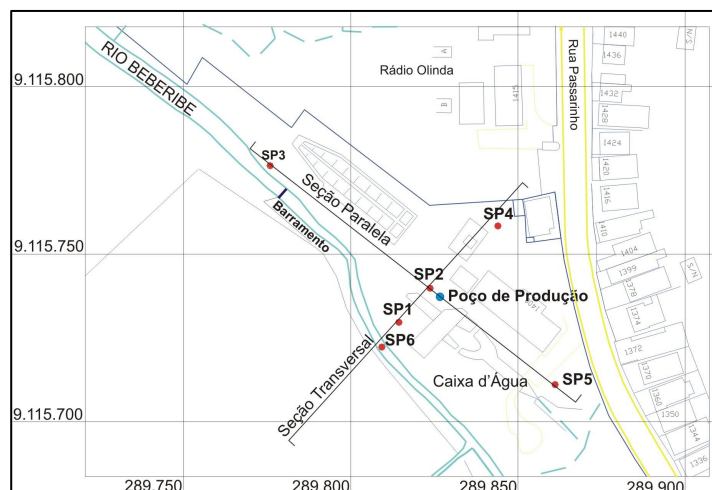 9.115.800
9.115.750
9.115.700
289.750
289.800
289.850
289.900
RIO BEBERIBE
Rádio Olinda
A
B
1415
Rua Passarinho
1440
S/N
1436
1432
1428
1424
1420
1416
1410
1404
S/N
1399
1378
1374
1372
1370
1360
1350
1344
1336
SP3
Seção Paralela
Barramento
SP4
SP2
Poço de Produção
SP1
SP6
Seção Transversal
Caixa d'Água
SP5